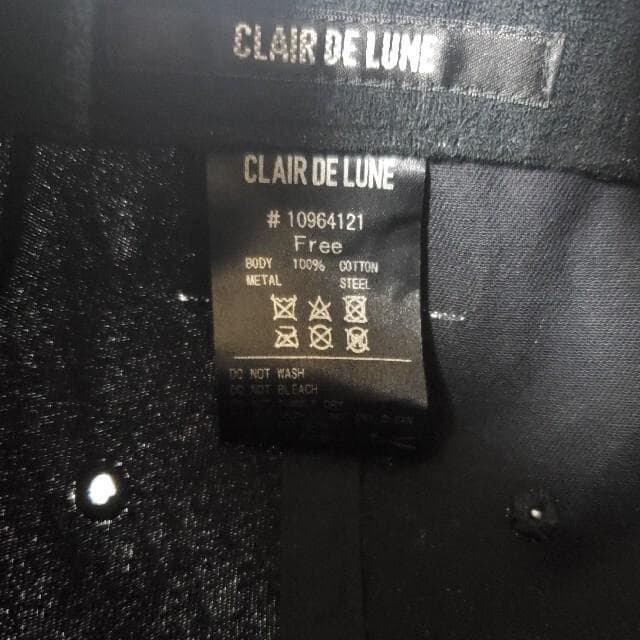 CLAIR DE LUNE
CLAIR DE LUNE
# 10964121
Free
BODY 100% COTTON
METAL STEEL
DO NOT WASH
DO NOT BLEACH